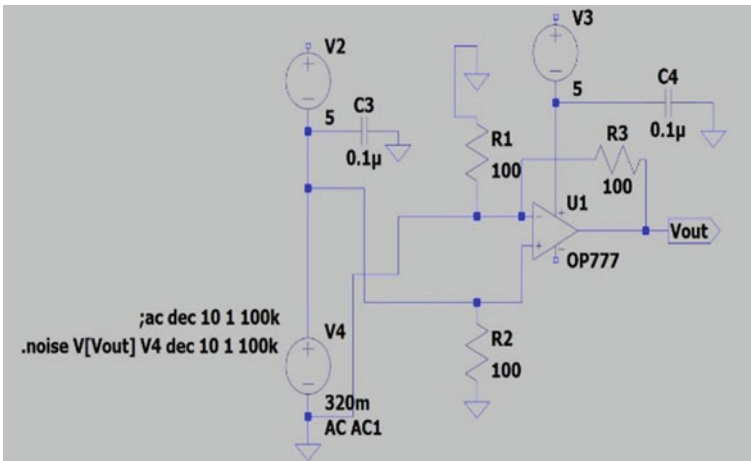 V3
V2
5
C4
C3
5
0.1µ
R1
R3
0.1µ
100
100
U1
Vout
OP777
;ac dec 10 1 100k
V4
.noise V[Vout] V4 dec 10 1 100k
R2
100
320m
AC AC1